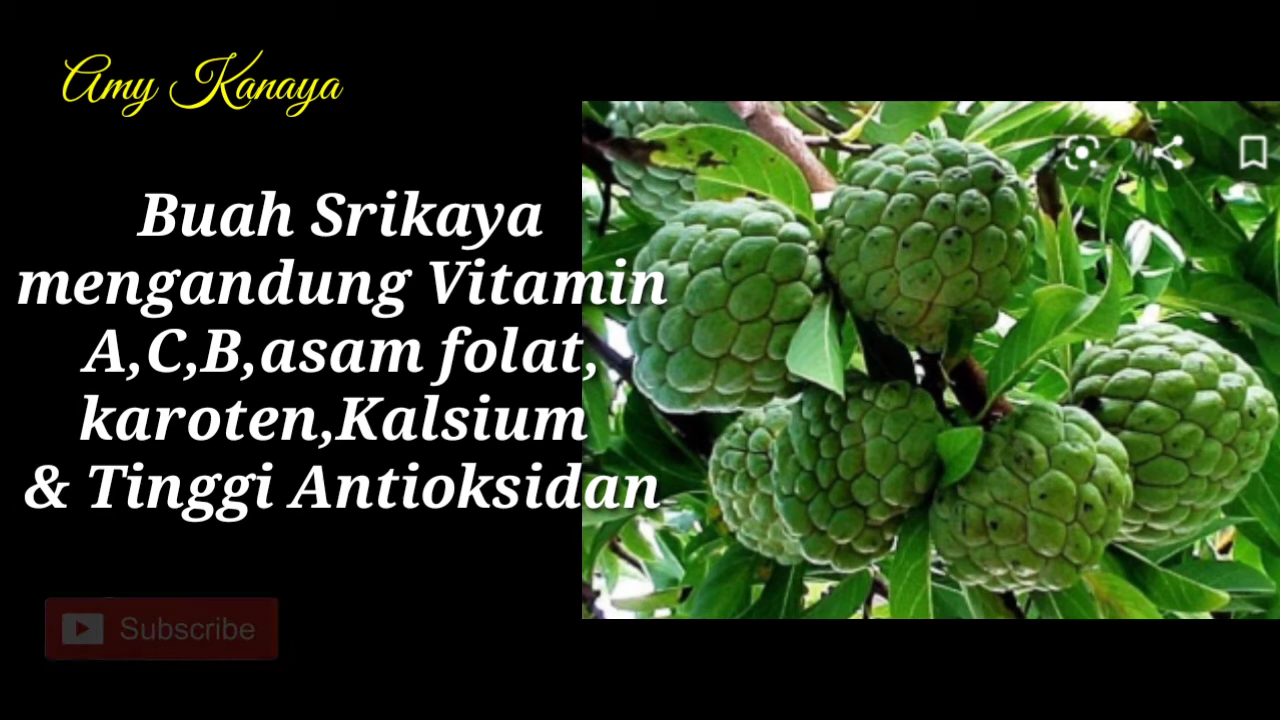 Amy Kanaya
Buah Srikaya
mengandung Vitamin
A,C,B,asam folat,
karoten,Kalsium
& Tinggi Antioksidan
Subscribe